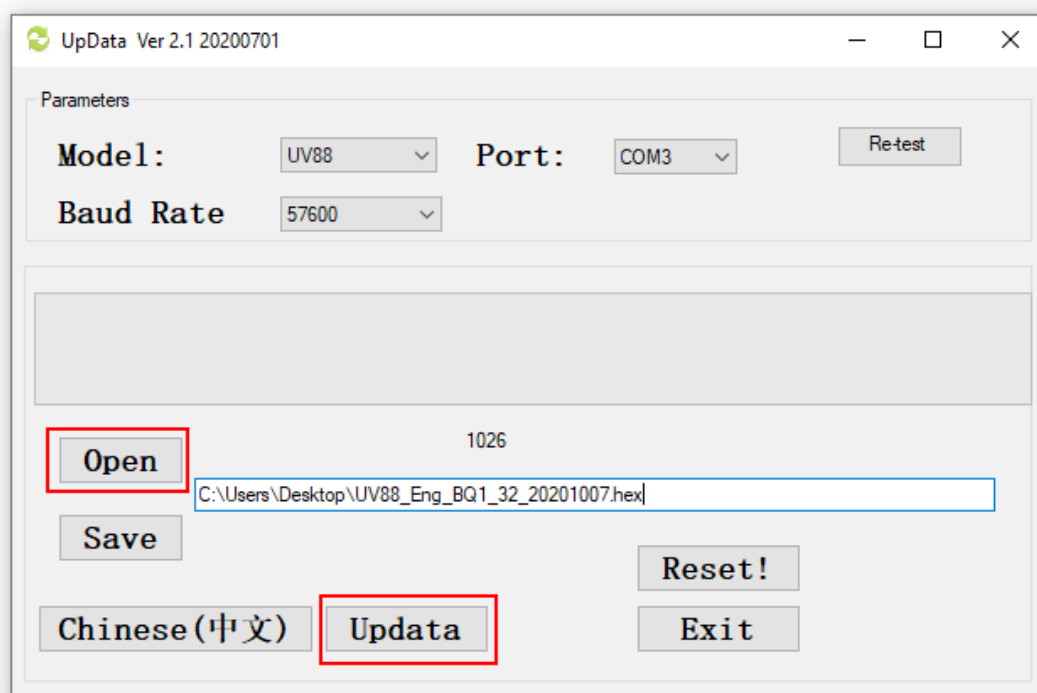 UpData Ver 2.1 20200701
Parameters
Model: UV88 Port: COM3 Re-test
Baud Rate 57600
1026
Open
C:\Users\Desktop\UV88_Eng_BQ1_32_20201007.hex
Save
Reset!
Chinese(中文) Updata Exit